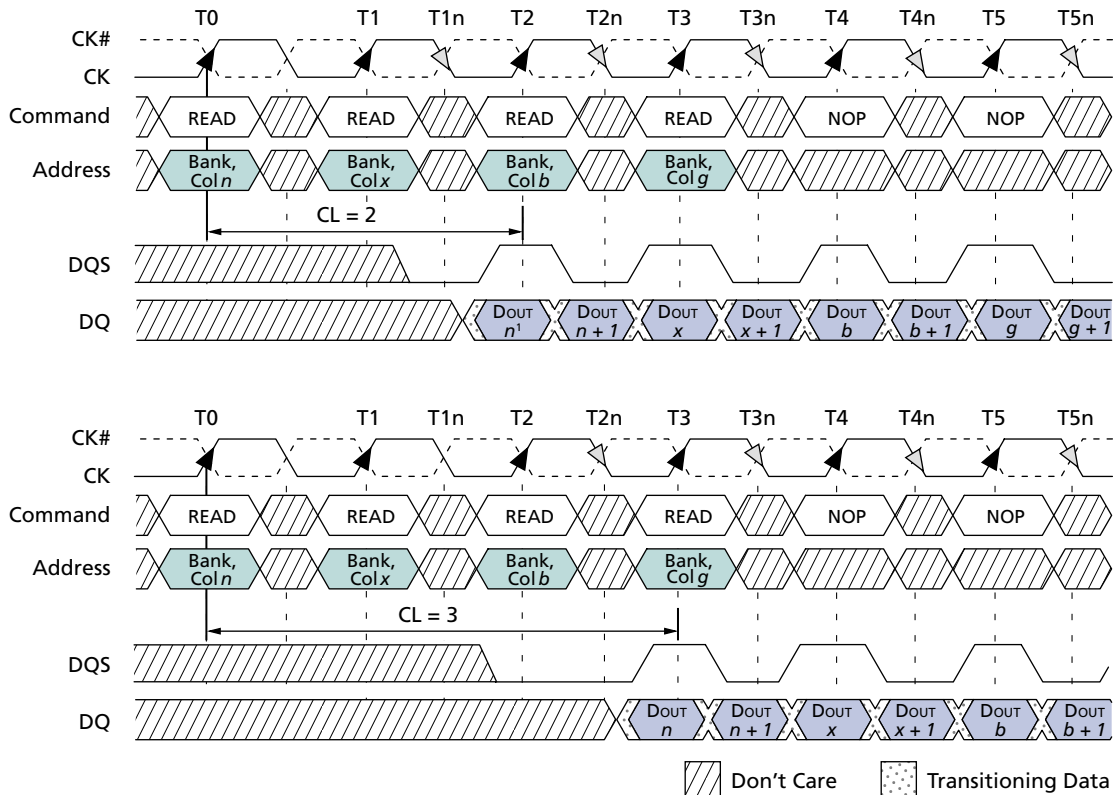 T0 T1 T1n T2 T2n T3 T3n T4 T4n T5 T5n
CK#
CK
Command READ READ READ READ NOP NOP
Address Bank, Col n Bank, Col x Bank, Col b Bank, Col g
CL = 2
DQS
DQ DOUT n¹ DOUT n + 1 DOUT x DOUT x + 1 DOUT b DOUT b + 1 DOUT g DOUT g + 1
T0 T1 T1n T2 T2n T3 T3n T4 T4n T5 T5n
CK#
CK
Command READ READ READ READ NOP NOP
Address Bank, Col n Bank, Col x Bank, Col b Bank, Col g
CL = 3
DQS
DQ DOUT n DOUT n + 1 DOUT x DOUT x + 1 DOUT b DOUT b + 1
Don't Care Transitioning Data